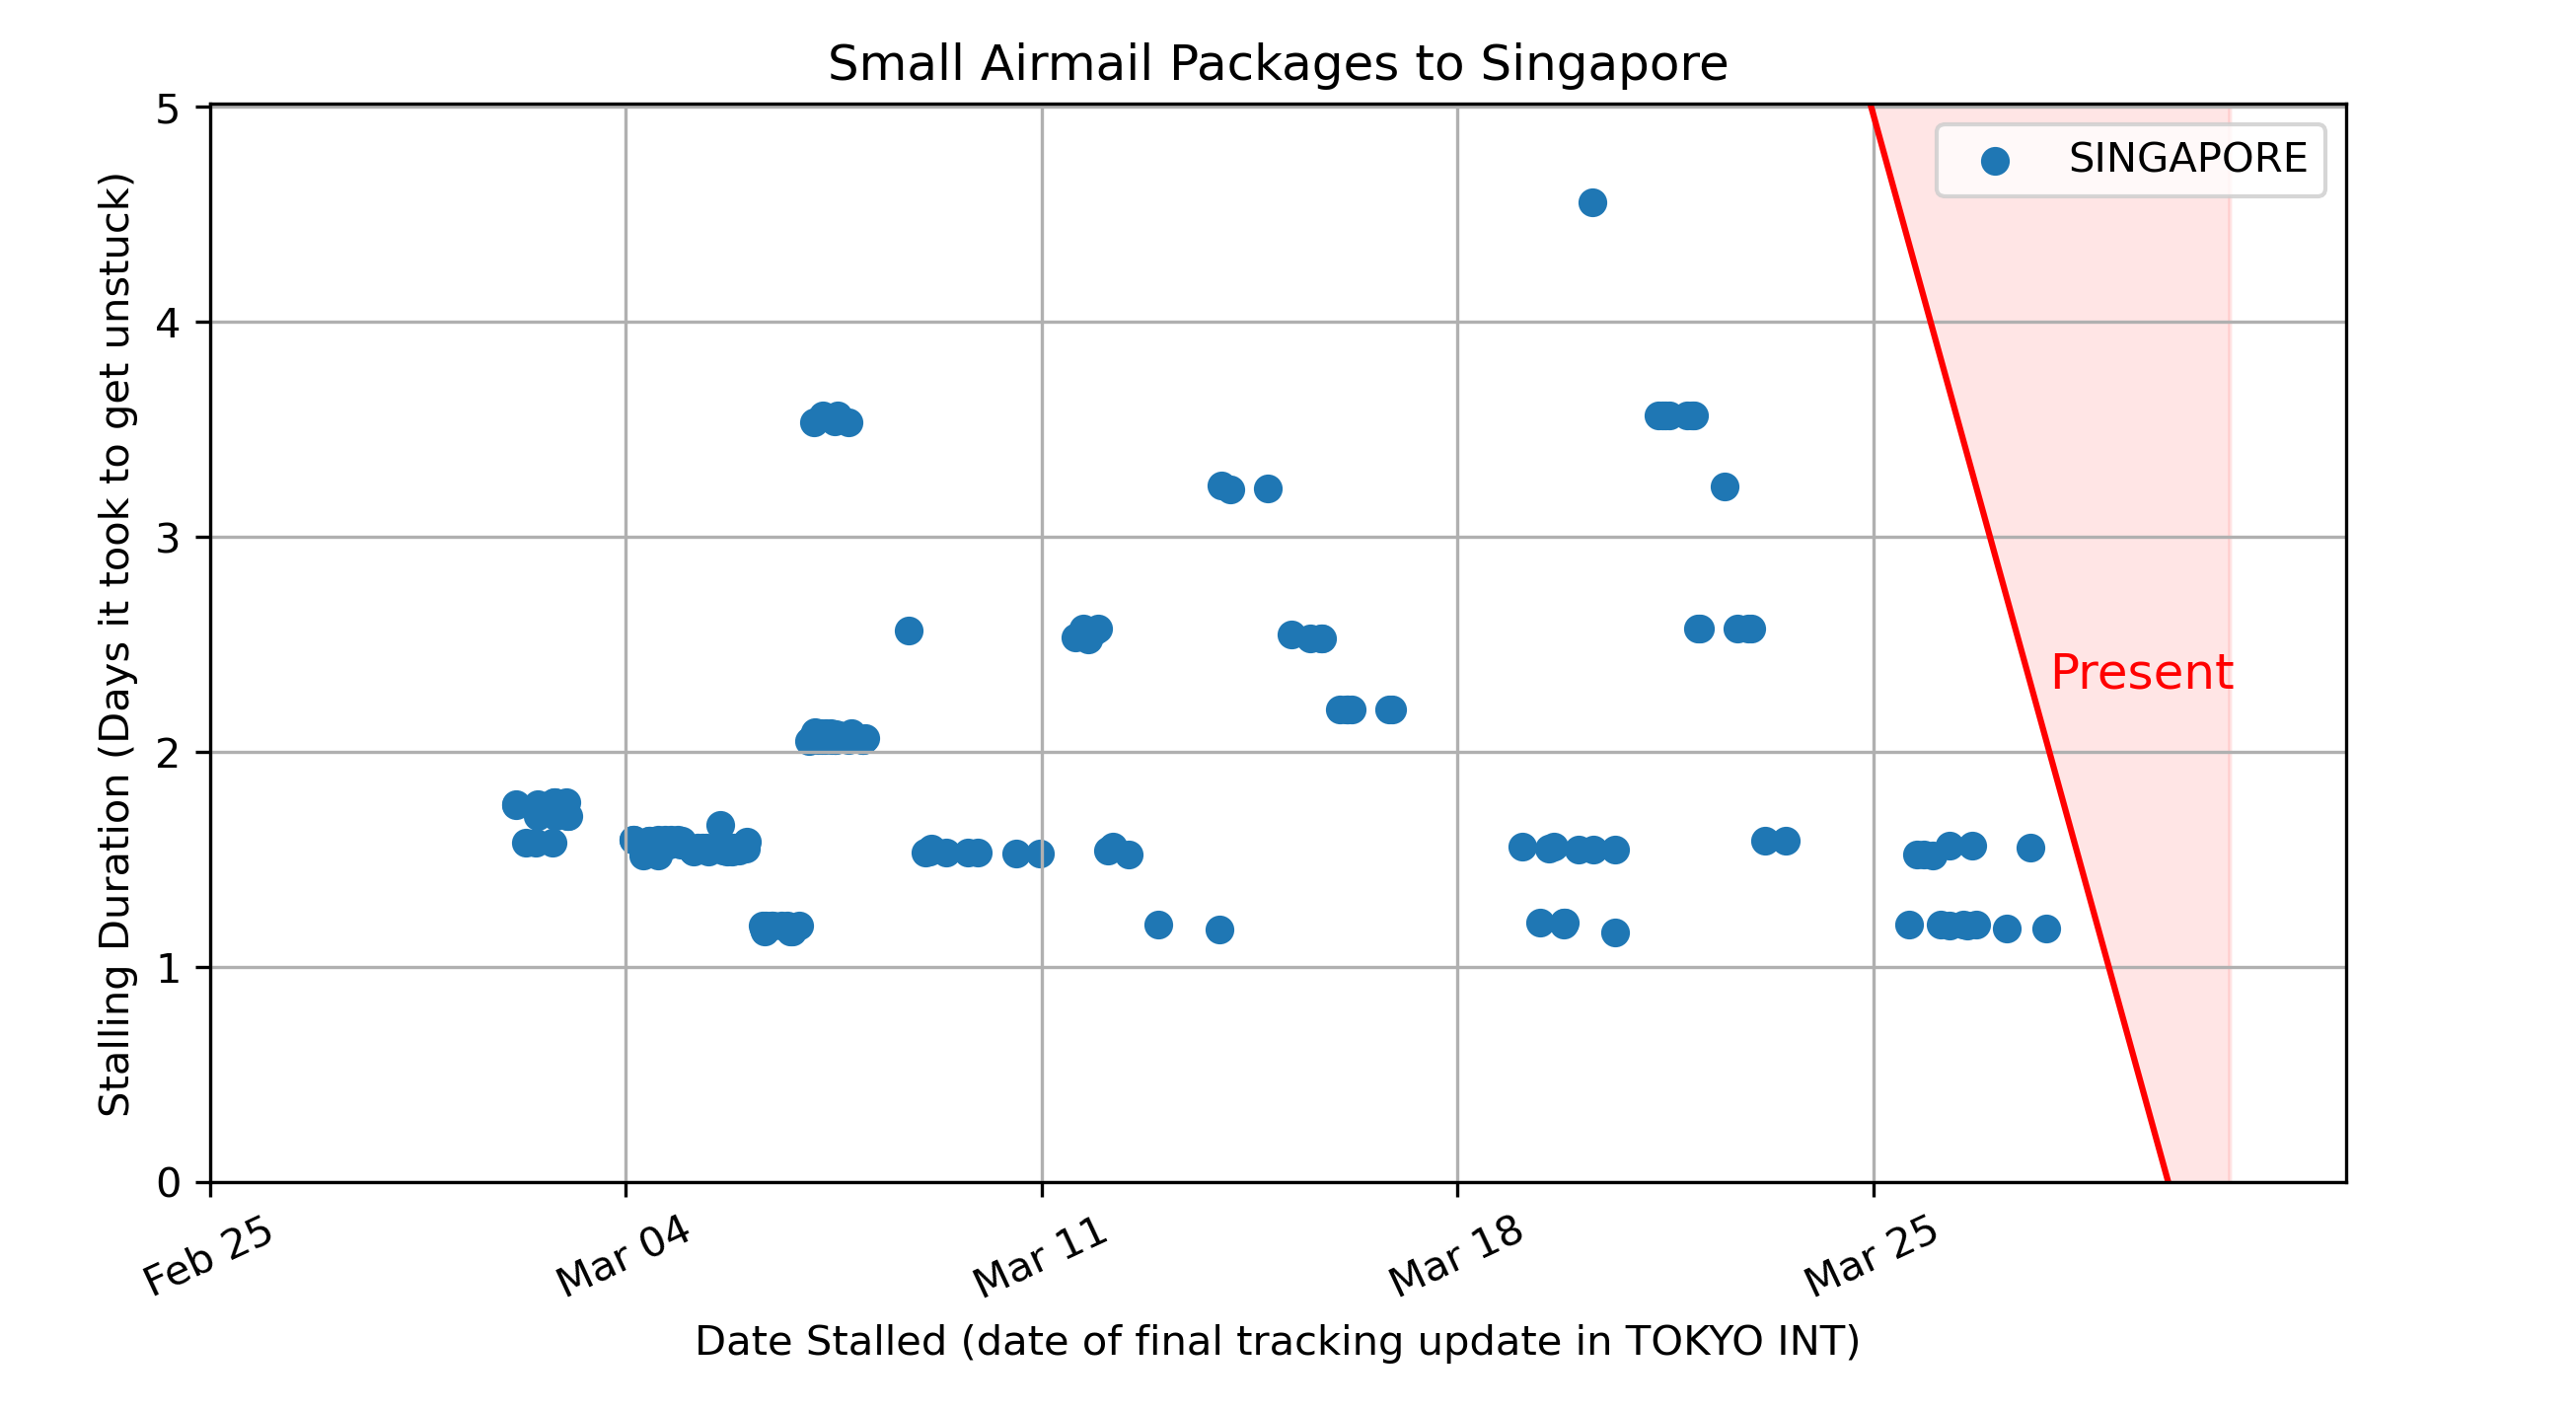 Small Airmail Packages to Singapore
SINGAPORE
Stalling Duration (Days it took to get unstuck)
5
4
3
2
1
0
Present
Feb 25
Mar 04
Mar 11
Mar 18
Mar 25
Date Stalled (date of final tracking update in TOKYO INT)